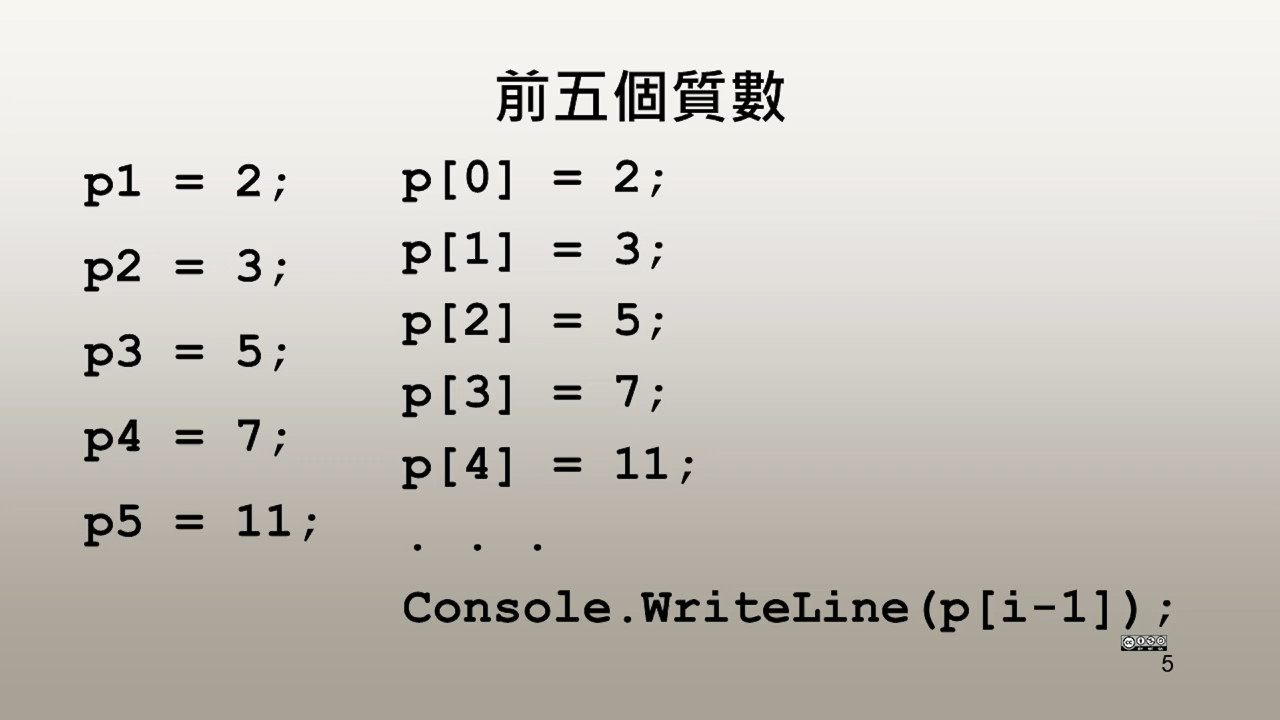 前五個質數
p1 = 2;
p2 = 3;
p3 = 5;
p4 = 7;
p5 = 11;
p[0] = 2;
p[1] = 3;
p[2] = 5;
p[3] = 7;
p[4] = 11;
. . .
Console.WriteLine(p[i-1]);
5